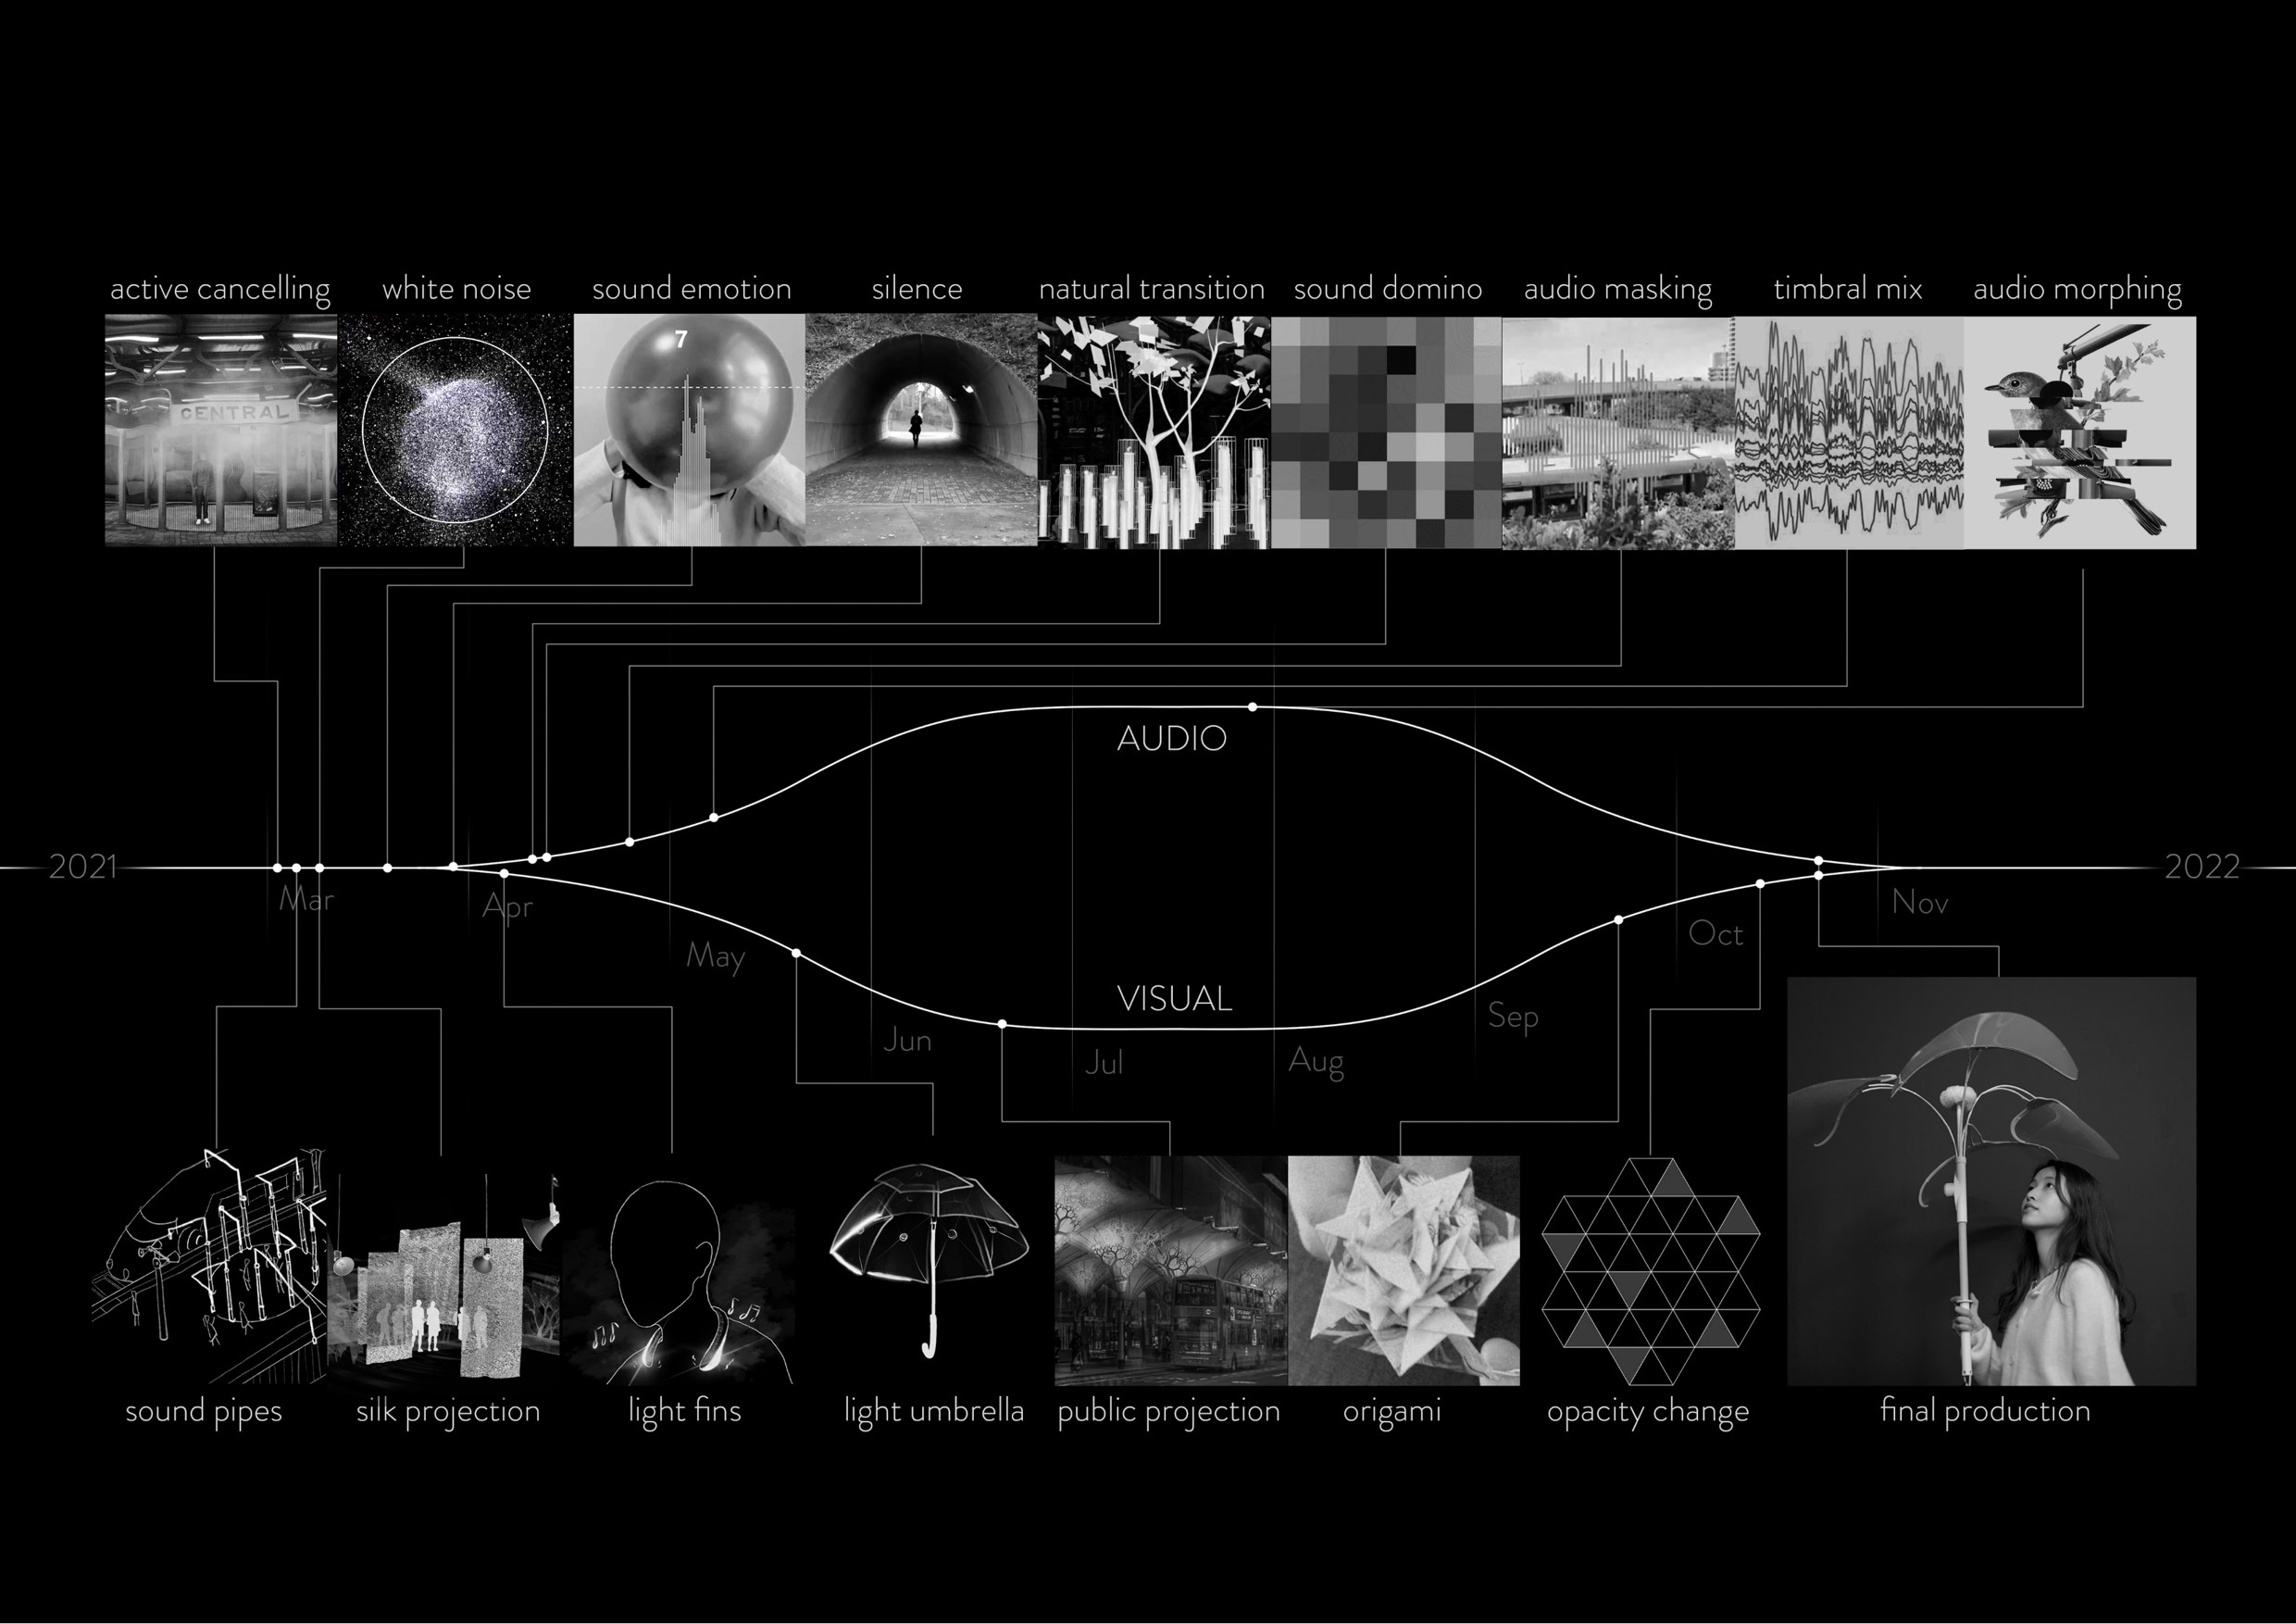 active cancelling
white noise
sound emotion
silence
natural transition
sound domino
audio masking
timbral mix
audio morphing
CENTRAL
7
AUDIO
2021
2022
Mar
Apr
May
Jun
Jul
Aug
Sep
Oct
Nov
VISUAL
sound pipes
silk projection
light fins
light umbrella
public projection
origami
opacity change
final production